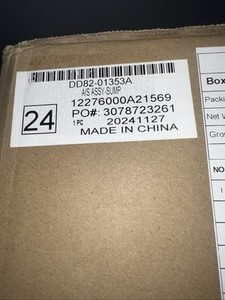 DD82-01353A
A/S ASSY-SUMP
12276000A21569
24
PO#: 3078723261
1 PC 20241127
MADE IN CHINA
Box
Packi
Net V
Gro
NO
1